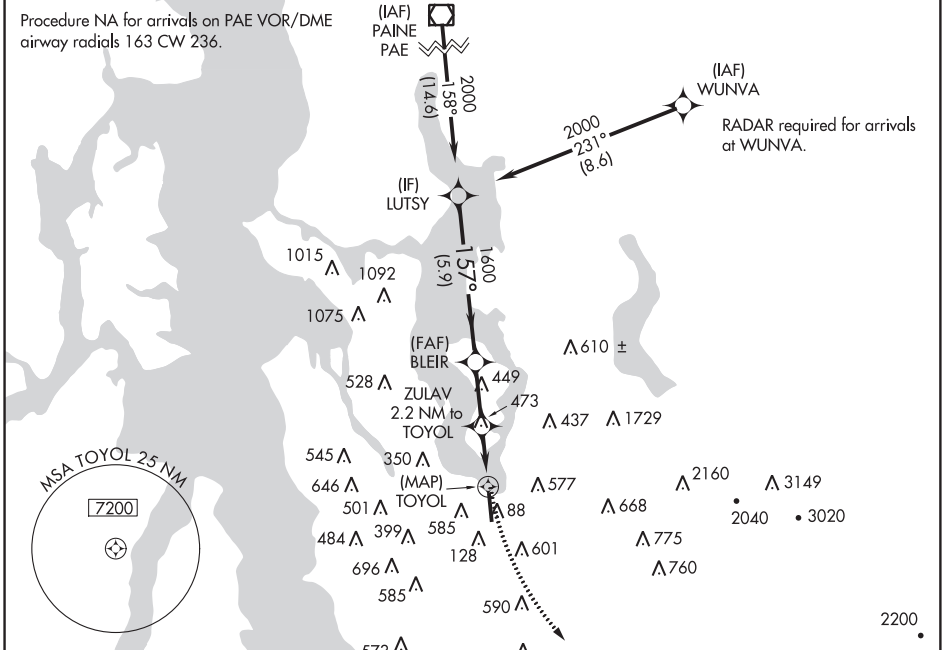 Procedure NA for arrivals on PAE VOR/DME
airway radials 163 CW 236.
(IAF)
PAINE
PAE
2000
158°
(14.6)
(IAF)
WUNVA
2000
231°
(8.6)
RADAR required for arrivals
at WUNVA.
(IF)
LUTSY
1600
157°
(5.9)
1015
1092
1075
(FAF)
BLEIR
610 ±
528
449
ZULAV
2.2 NM to
TOYOL
473
437
1729
545
350
646
(MAP)
TOYOL
577
2160
3149
501
585
88
668
2040
3020
484
399
128
601
775
696
760
585
590
2200
572
MSA TOYOL 25 NM
7200